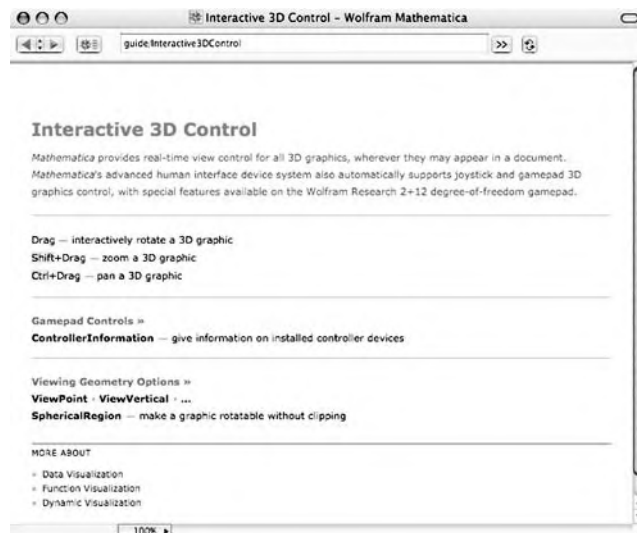 Interactive 3D Control – Wolfram Mathematica
guide/Interactive3DControl
Interactive 3D Control
Mathematica provides real-time view control for all 3D graphics, wherever they may appear in a document.
Mathematica's advanced human interface device system also automatically supports joystick and gamepad 3D
graphics control, with special features available on the Wolfram Research 2+12 degree-of-freedom gamepad.
Drag — interactively rotate a 3D graphic
Shift+Drag — zoom a 3D graphic
Ctrl+Drag — pan a 3D graphic
Gamepad Controls »
ControllerInformation — give information on installed controller devices
Viewing Geometry Options »
ViewPoint ▪ ViewVertical ▪ ...
SphericalRegion — make a graphic rotatable without clipping
MORE ABOUT
▫ Data Visualization
▫ Function Visualization
▫ Dynamic Visualization
100% ▸